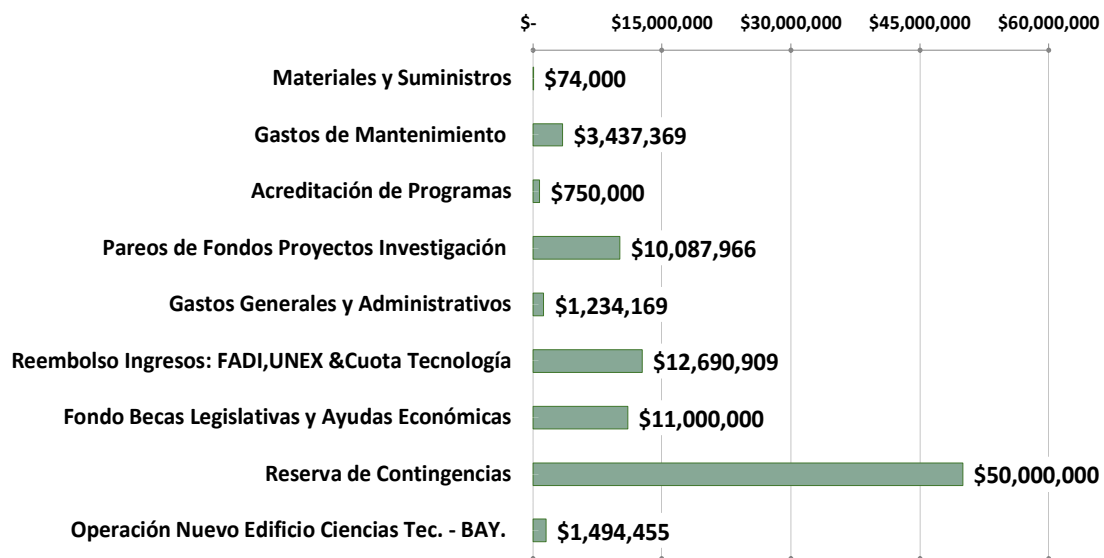 $- $15,000,000 $30,000,000 $45,000,000 $60,000,000
Materiales y Suministros $74,000
Gastos de Mantenimiento $3,437,369
Acreditación de Programas $750,000
Pareos de Fondos Proyectos Investigación $10,087,966
Gastos Generales y Administrativos $1,234,169
Reembolso Ingresos: FADI,UNEX &Cuota Tecnología $12,690,909
Fondo Becas Legislativas y Ayudas Económicas $11,000,000
Reserva de Contingencias $50,000,000
Operación Nuevo Edificio Ciencias Tec. - BAY. $1,494,455